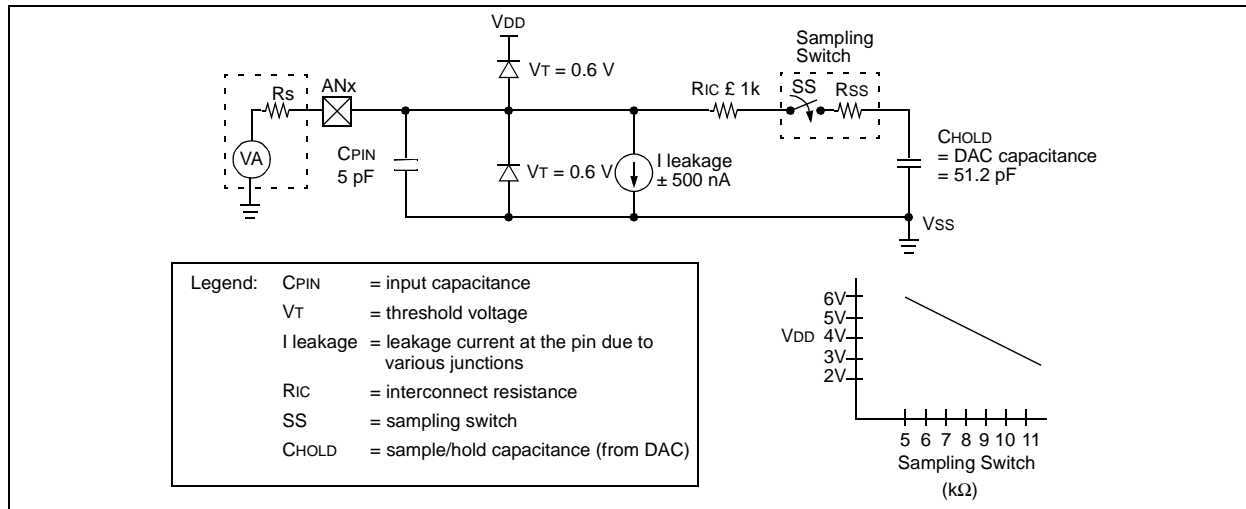 VDD
Sampling
Switch
VT = 0.6 V
RIC £ 1k
SS
RSS
Rs
ANx
VA
CPIN
5 pF
VT = 0.6 V
I leakage
± 500 nA
CHOLD
= DAC capacitance
= 51.2 pF
VSS
Legend: CPIN = input capacitance
VT = threshold voltage
I leakage = leakage current at the pin due to
various junctions
RIC = interconnect resistance
SS = sampling switch
CHOLD = sample/hold capacitance (from DAC)
6V
5V
VDD 4V
3V
2V
5 6 7 8 9 10 11
Sampling Switch
(kΩ)